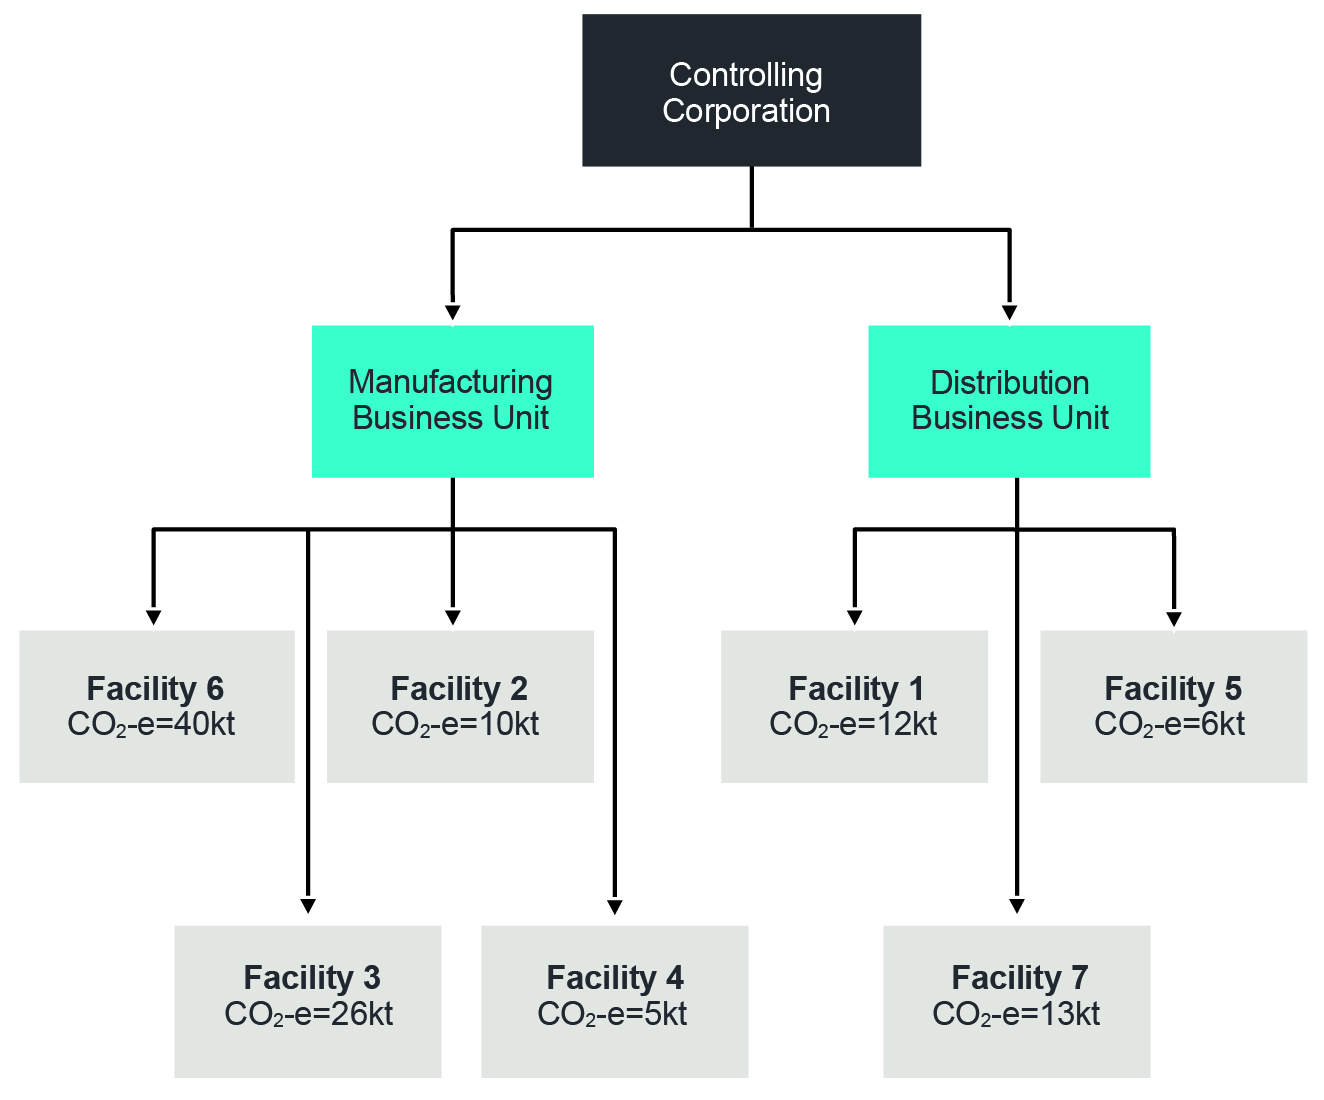 Controlling
Corporation
Manufacturing
Business Unit
Distribution
Business Unit
Facility 6
CO₂-e=40kt
Facility 2
CO₂-e=10kt
Facility 1
CO₂-e=12kt
Facility 5
CO₂-e=6kt
Facility 3
CO₂-e=26kt
Facility 4
CO₂-e=5kt
Facility 7
CO₂-e=13kt